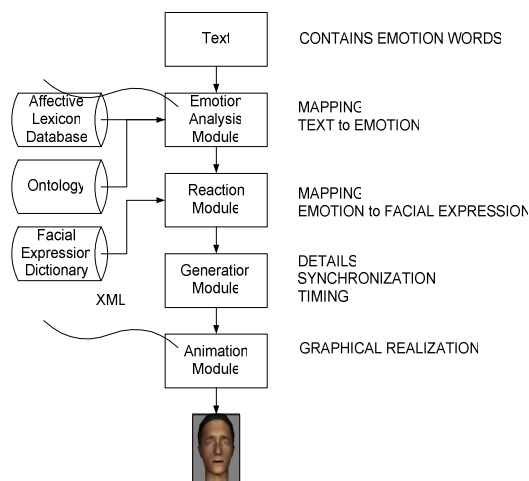 Text
CONTAINS EMOTION WORDS
Affective
Lexicon
Database
Emotion
Analysis
Module
MAPPING
TEXT to EMOTION
Ontology
Reaction
Module
MAPPING
EMOTION to FACIAL EXPRESSION
Facial
Expression
Dictionary
Generation
Module
DETAILS
SYNCHRONIZATION
TIMING
XML
Animation
Module
GRAPHICAL REALIZATION